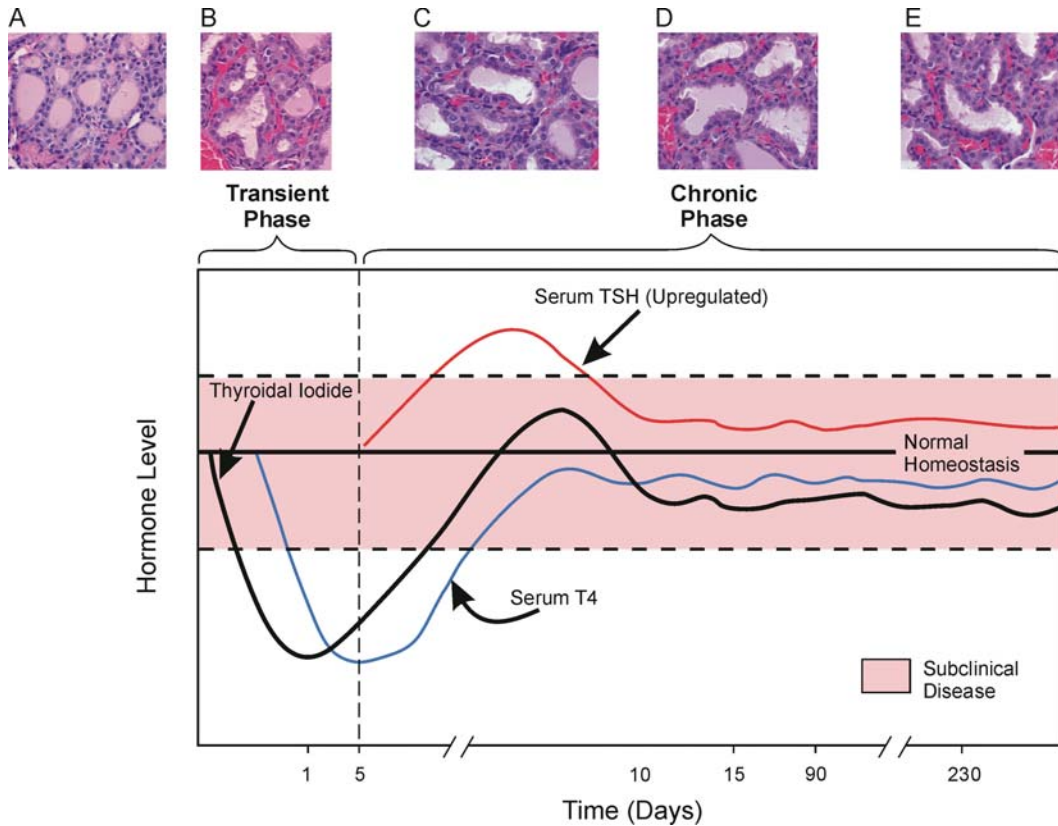 A
B
C
D
E
Transient
Phase
Chronic
Phase
Serum TSH (Upregulated)
Thyroidal Iodide
Normal
Homeostasis
Serum T4
Subclinical
Disease
Hormone Level
1
5
10
15
90
230
Time (Days)